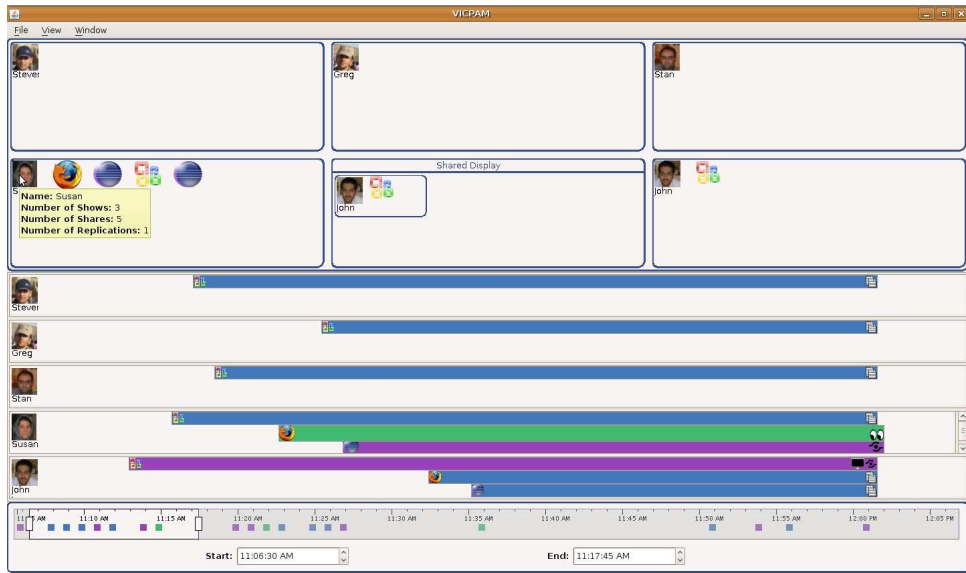 VICPAM
File View Window
Steven
Greg
Stan
Shared Display
S
John
John
Name: Susan
Number of Shows: 3
Number of Shares: 5
Number of Replications: 1
Steven
Greg
Stan
Susan
John
11:10 AM 11:15 AM 11:20 AM 11:25 AM 11:30 AM 11:35 AM 11:40 AM 11:45 AM 11:50 AM 11:55 AM 12:00 PM 12:05 PM
Start: 11:06:30 AM End: 11:17:45 AM